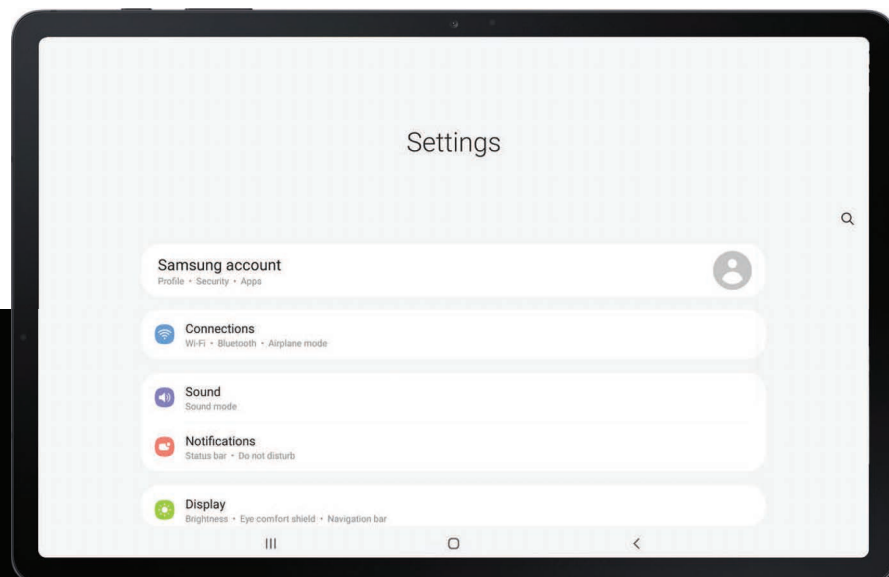 Settings
Samsung account
Profile • Security • Apps
Connections
Wi-Fi • Bluetooth • Airplane mode
Sound
Sound mode
Notifications
Status bar • Do not disturb
Display
Brightness • Eye comfort shield • Navigation bar